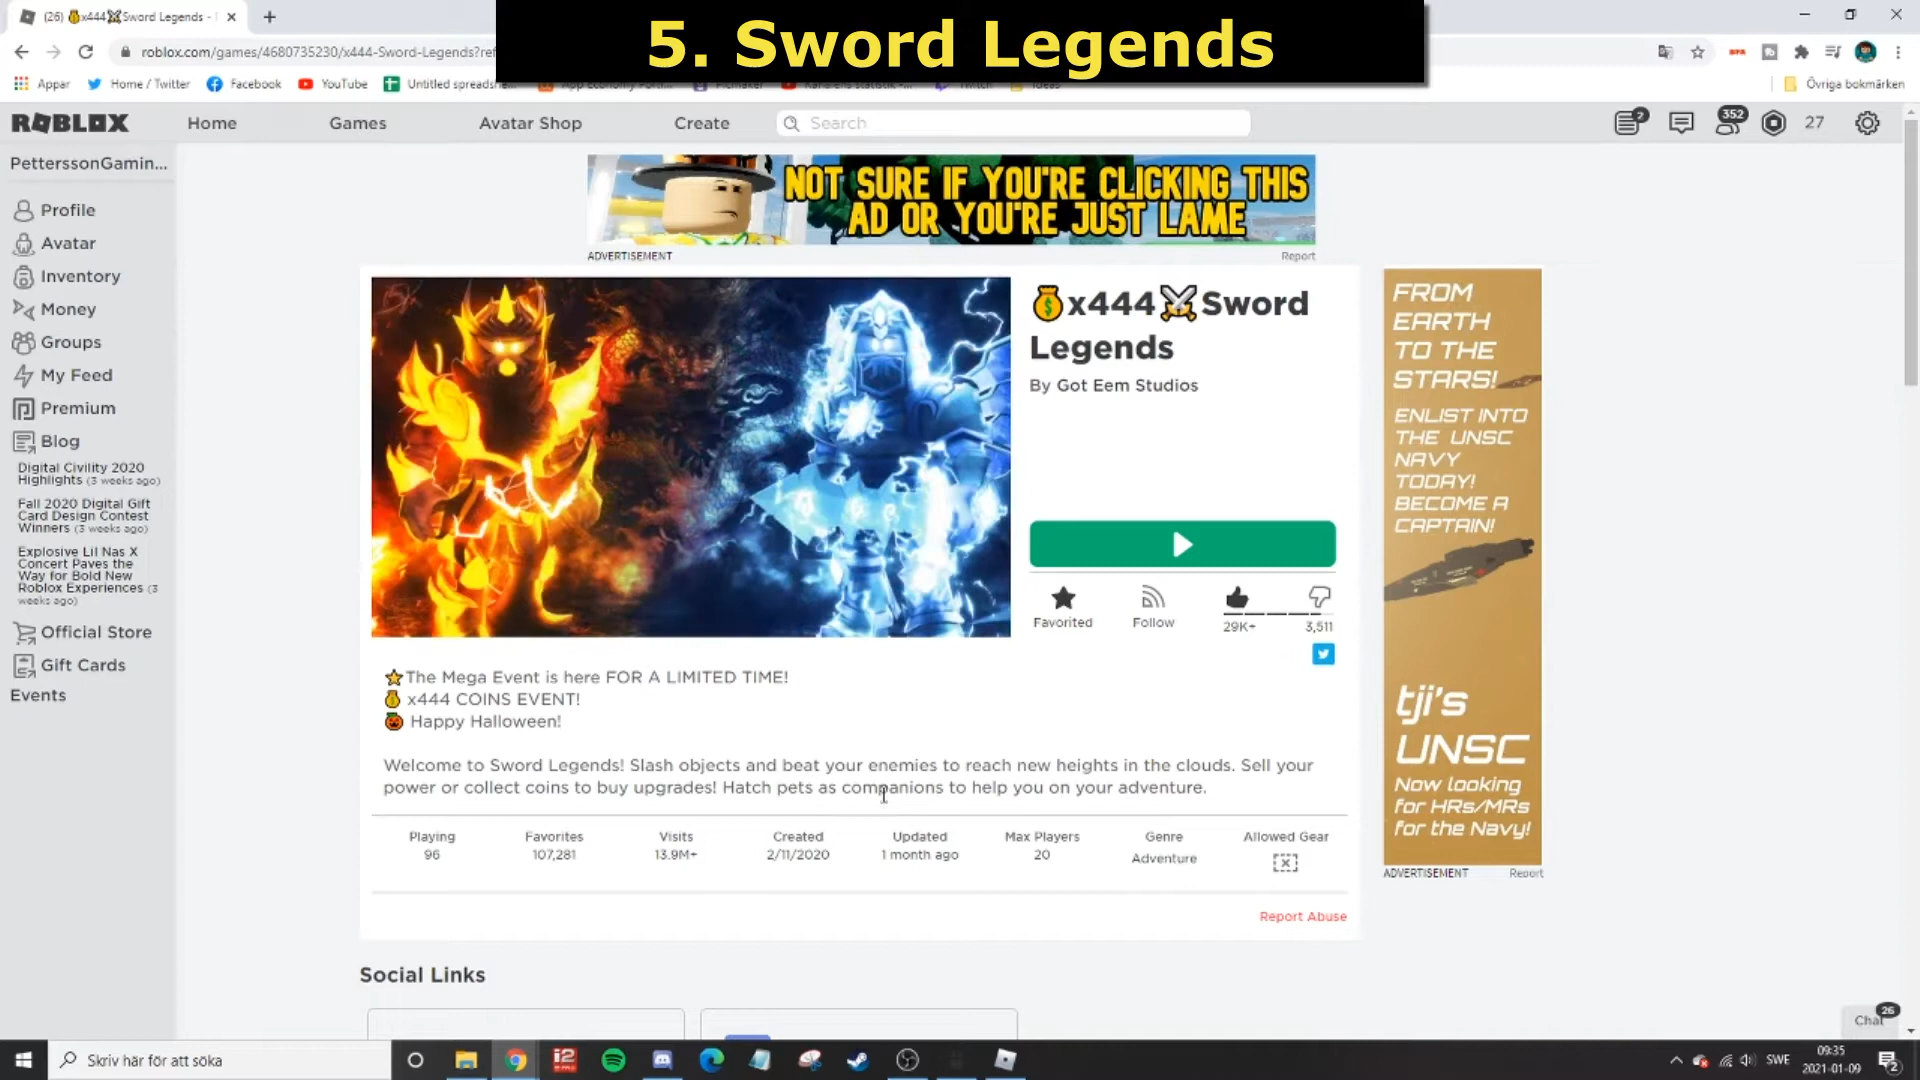 (26) 💰x444⚔Sword Legends -
5. Sword Legends
roblox.com/games/4680735230/x444-Sword-Legends?ref
Appar
Home / Twitter
Facebook
YouTube
Untitled spreadshe...
Övriga bokmärken
ROBLOX
Home
Games
Avatar Shop
Create
Search
2
352
27
PetterssonGamin...
Profile
Avatar
Inventory
Money
Groups
My Feed
Premium
Blog
Digital Civility 2020
Highlights (3 weeks ago)
Fall 2020 Digital Gift
Card Design Contest
Winners (3 weeks ago)
Explosive Lil Nas X
Concert Paves the
Way for Bold New
Roblox Experiences (3
weeks ago)
Official Store
Gift Cards
Events
NOT SURE IF YOU'RE CLICKING THIS
AD OR YOU'RE JUST LAME
ADVERTISEMENT
Report
💰x444⚔Sword
Legends
By Got Eem Studios
Favorited
Follow
29K+
3,511
⭐The Mega Event is here FOR A LIMITED TIME!
💰 x444 COINS EVENT!
🎃 Happy Halloween!
Welcome to Sword Legends! Slash objects and beat your enemies to reach new heights in the clouds. Sell your
power or collect coins to buy upgrades! Hatch pets as companions to help you on your adventure.
Playing
96
Favorites
107,281
Visits
13.9M+
Created
2/11/2020
Updated
1 month ago
Max Players
20
Genre
Adventure
Allowed Gear
Report Abuse
Social Links
FROM
EARTH
TO THE
STARS!
ENLIST INTO
THE UNSC
NAVY
TODAY!
BECOME A
CAPTAIN!
tji's
UNSC
Now looking
for HRs/MRs
for the Navy!
ADVERTISEMENT
Report
Chat
26
Skriv här för att söka
SWE
09:35
2021-01-09
2